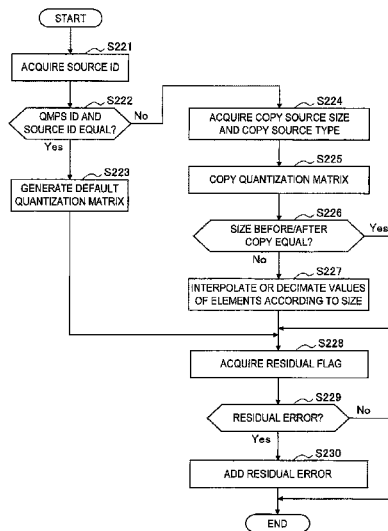 START
S221
ACQUIRE SOURCE ID
S222
QMPS ID AND
SOURCE ID EQUAL?
No
Yes
S223
GENERATE DEFAULT
QUANTIZATION MATRIX
S224
ACQUIRE COPY SOURCE SIZE
AND COPY SOURCE TYPE
S225
COPY QUANTIZATION MATRIX
S226
SIZE BEFORE/AFTER
COPY EQUAL?
Yes
No
S227
INTERPOLATE OR DECIMATE VALUES
OF ELEMENTS ACCORDING TO SIZE
S228
ACQUIRE RESIDUAL FLAG
S229
RESIDUAL ERROR?
No
Yes
S230
ADD RESIDUAL ERROR
END